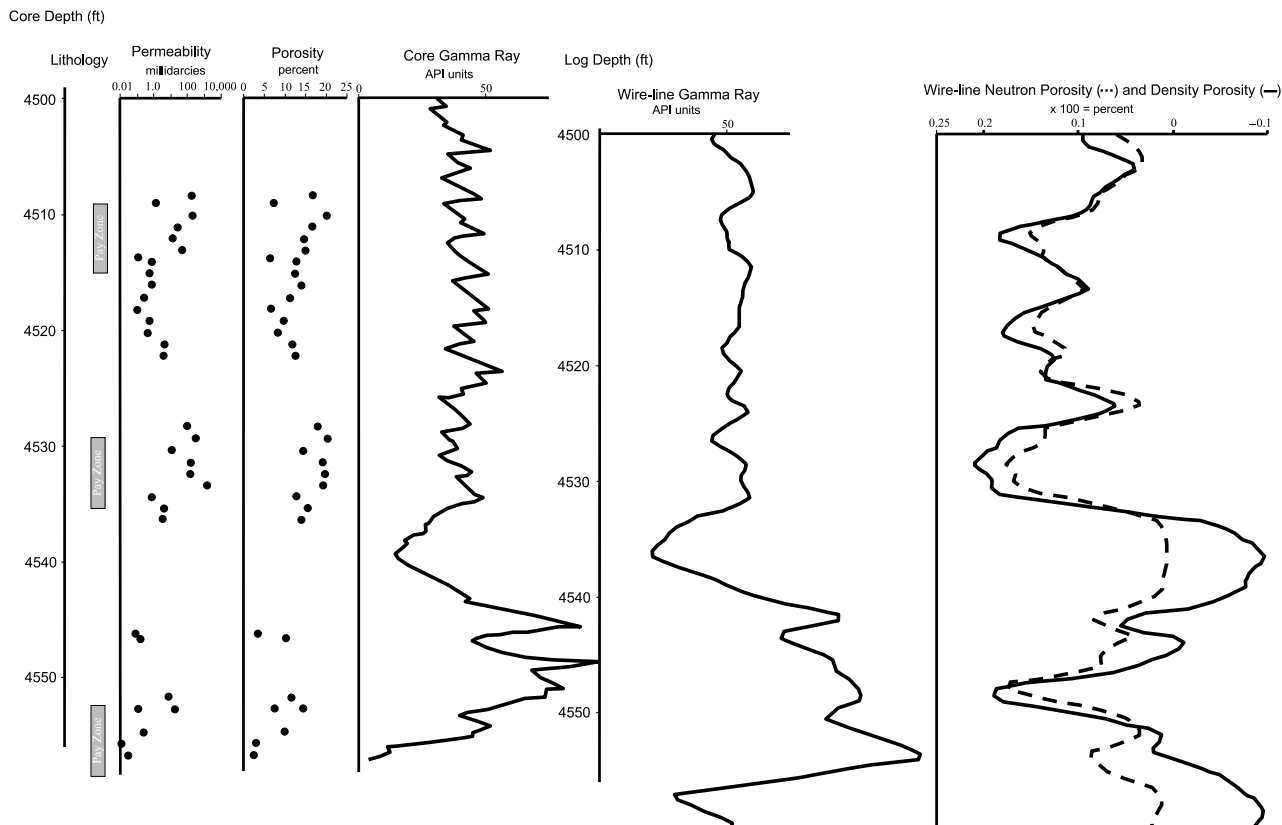 Core Depth (ft)
Lithology
Permeability
millidarcies
0.01 1.0 100 10,000
Porosity
percent
0 5 10 15 20 25
Core Gamma Ray
API units
0 50
Log Depth (ft)
Wire-line Gamma Ray
API units
50
Wire-line Neutron Porosity (···) and Density Porosity (—)
x 100 = percent
0.25 0.2 0.1 0 −0.1
4500
4510
4520
4530
4540
4550
Pay Zone
Pay Zone
Pay Zone
4500
4510
4520
4530
4540
4550